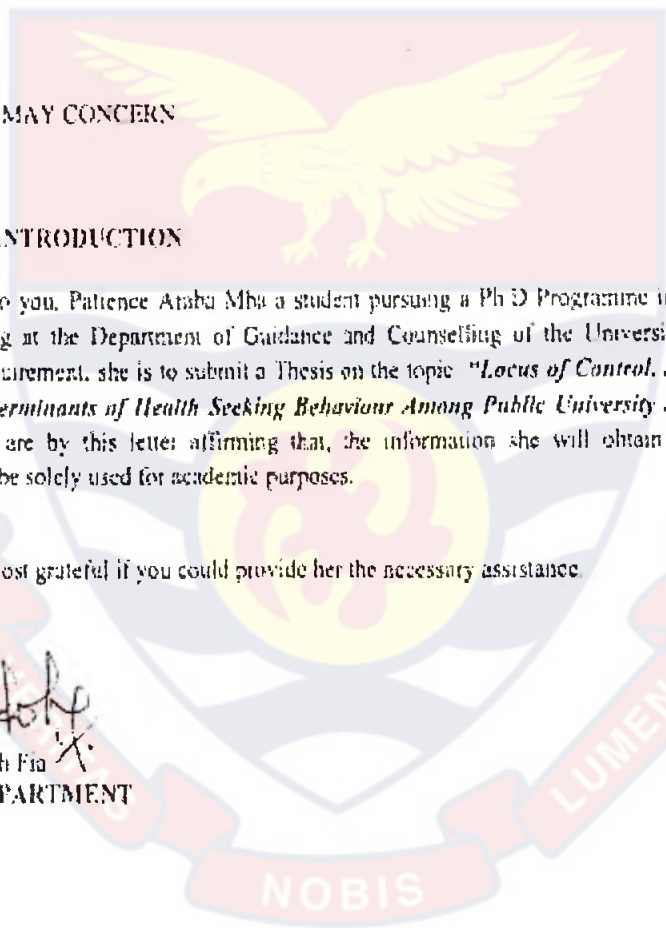 MAY CONCERN
NTRODUCTION
o you, Patience Ataba Mba a student pursuing a Ph D Programme i
g at the Department of Guidance and Counselling of the Universi
uirement, she is to submit a Thesis on the topic "Locus of Control,
erminants of Health Seeking Behaviour Among Public University
are by this letter affirming that, the information she will obtain
be solely used for academic purposes.
ost grateful if you could provide her the necessary assistance.
h Fia
PARTMENT
VERITAS
NOBIS
LUMEN